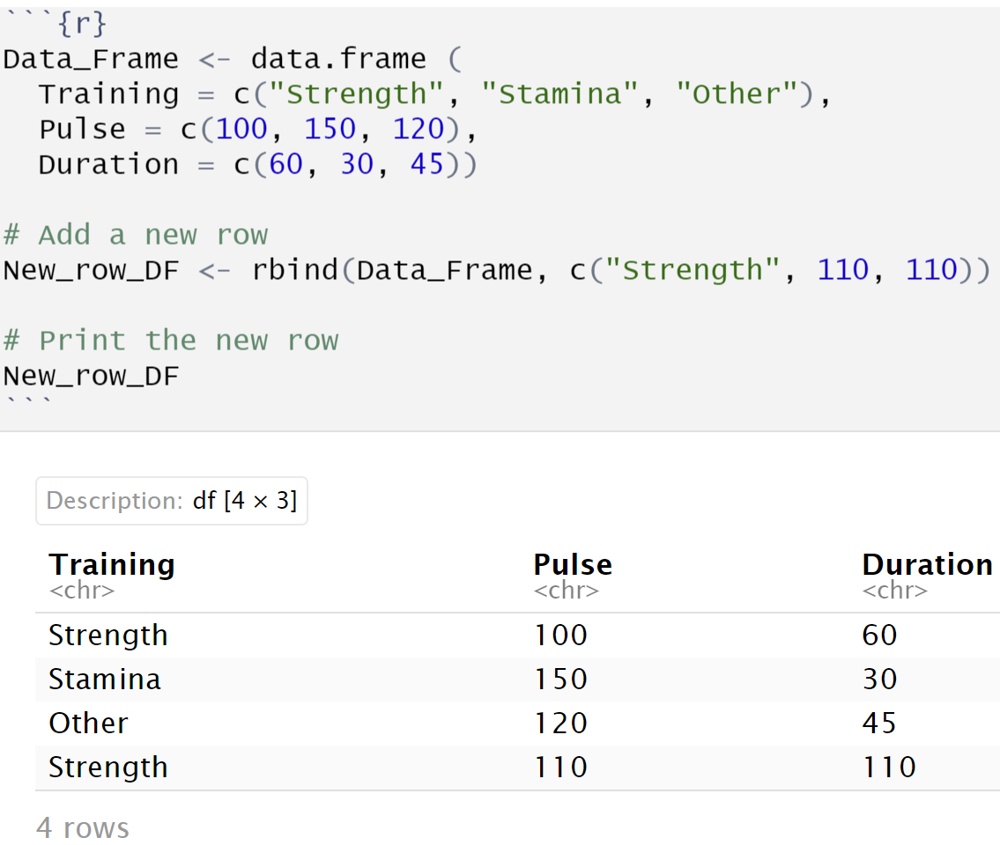 ```{r}
Data_Frame <- data.frame (
  Training = c("Strength", "Stamina", "Other"),
  Pulse = c(100, 150, 120),
  Duration = c(60, 30, 45))

# Add a new row
New_row_DF <- rbind(Data_Frame, c("Strength", 110, 110))

# Print the new row
New_row_DF
```
Description: df [4 × 3]
Training Pulse Duration
<chr> <chr> <chr>
Strength 100 60
Stamina 150 30
Other 120 45
Strength 110 110
4 rows